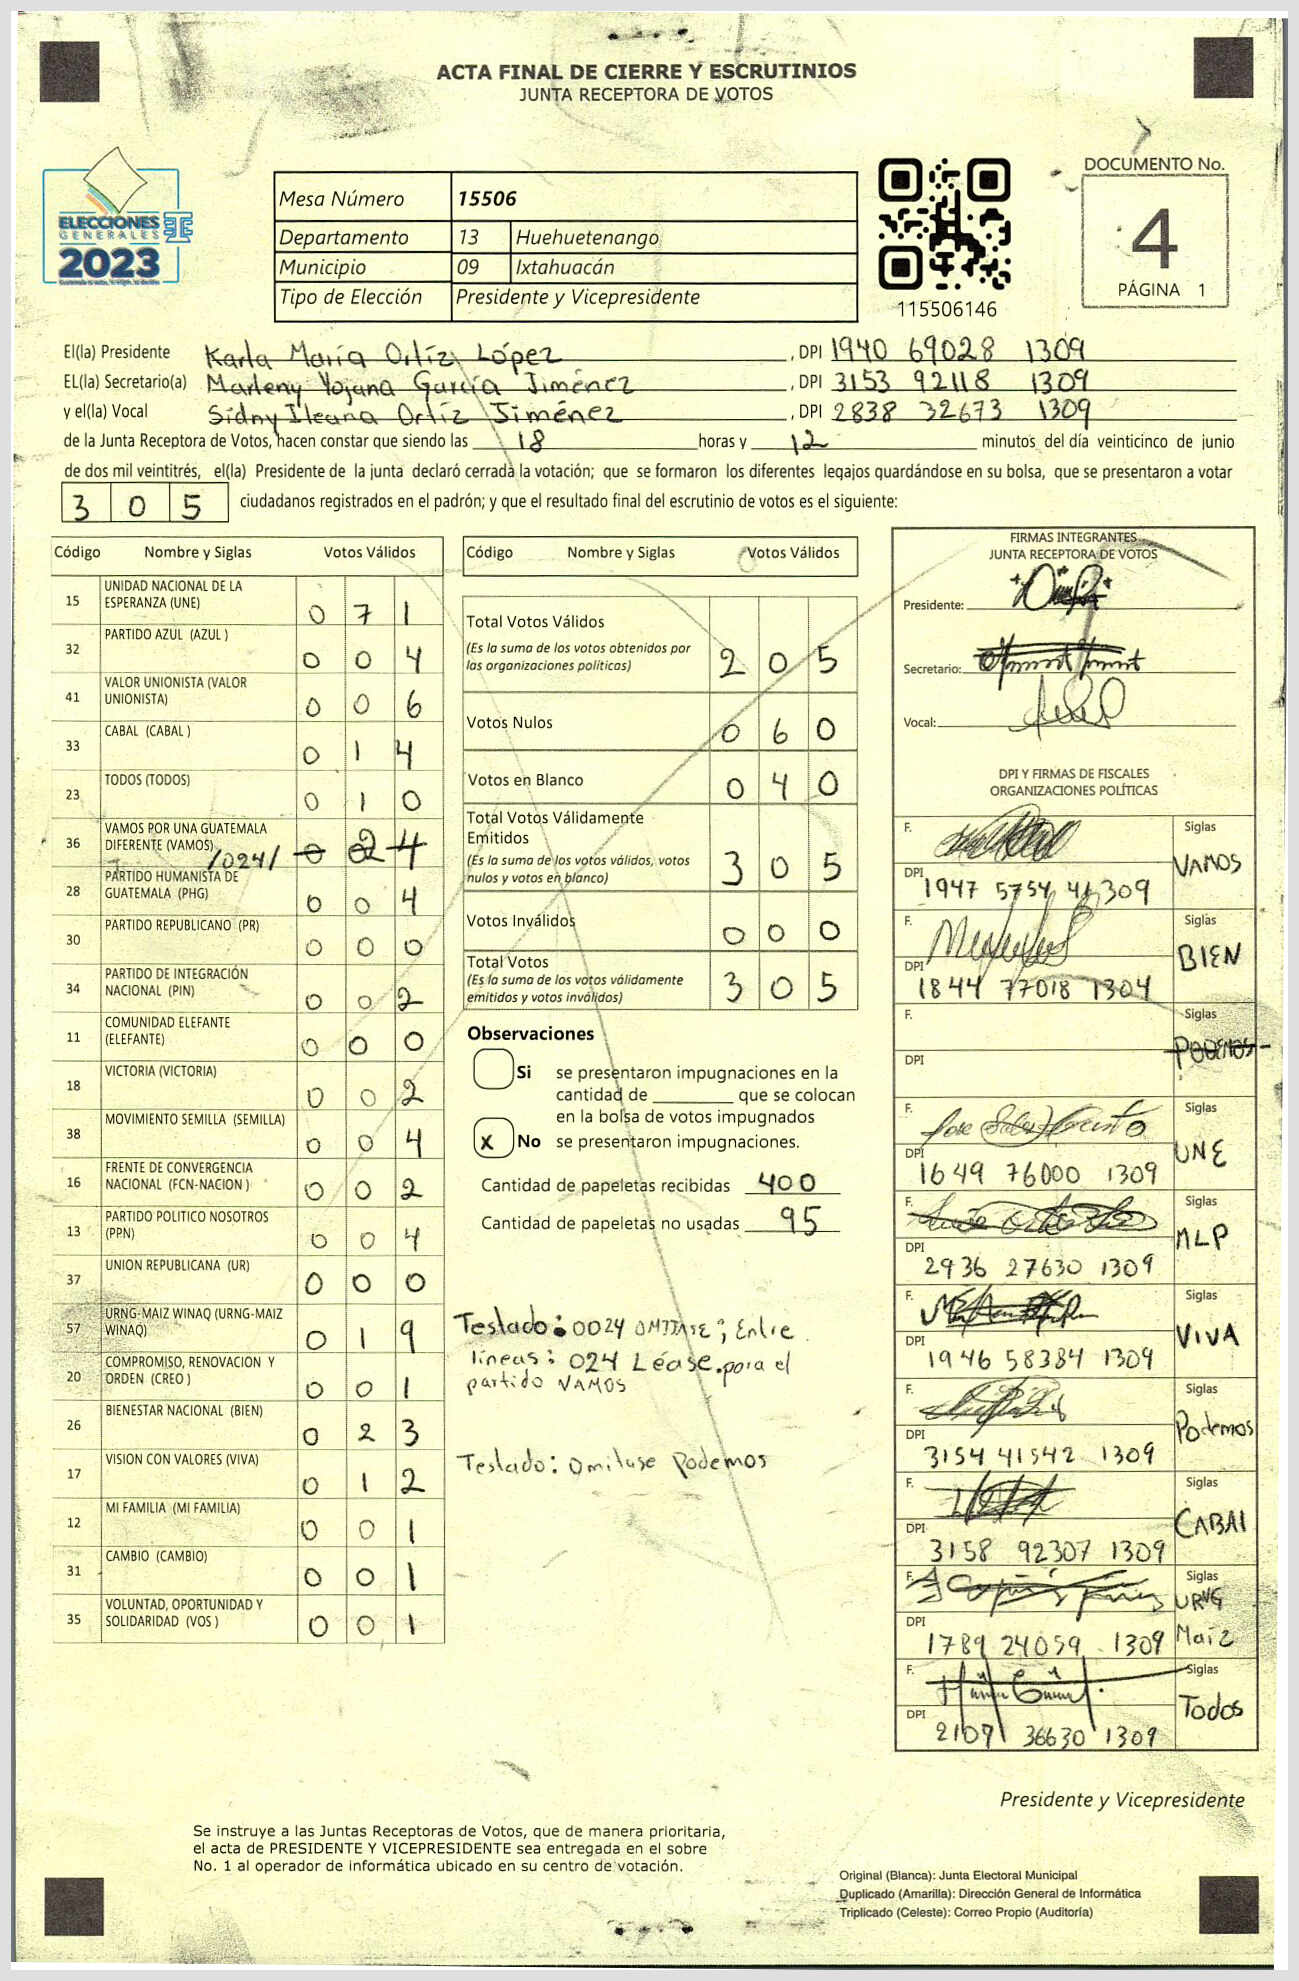 ACTA FINAL DE CIERRE Y ESCRUTINIOS
JUNTA RECEPTORA DE VOTOS
ELECCIONES
GENERALES
2023
Mesa Número 15506
Departamento 13 Huehuetenango
Municipio 09 Ixtahuacán
Tipo de Elección Presidente y Vicepresidente
115506146
DOCUMENTO No.
4
PÁGINA 1
El(la) Presidente Karla María Ortíz López , DPI 1940 69028 1309
EL(la) Secretario(a) Marleny Yojana García Jiménez , DPI 3153 92118 1309
y el(la) Vocal Sidny Ileana Ortíz Jiménez , DPI 2838 32673 1309
de la Junta Receptora de Votos, hacen constar que siendo las 18 horas y 12 minutos del día veinticinco de junio
de dos mil veintitrés, el(la) Presidente de la junta declaró cerrada la votación; que se formaron los diferentes legajos guardándose en su bolsa, que se presentaron a votar
3 0 5 ciudadanos registrados en el padrón; y que el resultado final del escrutinio de votos es el siguiente:
Código Nombre y Siglas Votos Válidos
15 UNIDAD NACIONAL DE LA
ESPERANZA (UNE) 0 7 1
32 PARTIDO AZUL (AZUL ) 0 0 4
41 VALOR UNIONISTA (VALOR
UNIONISTA) 0 0 6
33 CABAL (CABAL ) 0 1 4
23 TODOS (TODOS) 0 1 0
36 VAMOS POR UNA GUATEMALA
DIFERENTE (VAMOS) /024/ 0 02 4
28 PARTIDO HUMANISTA DE
GUATEMALA (PHG) 0 0 4
30 PARTIDO REPUBLICANO (PR) 0 0 0
34 PARTIDO DE INTEGRACIÓN
NACIONAL (PIN) 0 0 2
11 COMUNIDAD ELEFANTE
(ELEFANTE) 0 0 0
18 VICTORIA (VICTORIA) 0 0 2
38 MOVIMIENTO SEMILLA (SEMILLA) 0 0 4
16 FRENTE DE CONVERGENCIA
NACIONAL (FCN-NACION ) 0 0 2
13 PARTIDO POLITICO NOSOTROS
(PPN) 0 0 4
37 UNION REPUBLICANA (UR) 0 0 0
57 URNG-MAIZ WINAQ (URNG-MAIZ
WINAQ) 0 1 9
20 COMPROMISO, RENOVACION Y
ORDEN (CREO ) 0 0 1
26 BIENESTAR NACIONAL (BIEN) 0 2 3
17 VISION CON VALORES (VIVA) 0 1 2
12 MI FAMILIA (MI FAMILIA) 0 0 1
31 CAMBIO (CAMBIO) 0 0 1
35 VOLUNTAD, OPORTUNIDAD Y
SOLIDARIDAD (VOS ) 0 0 1
Código Nombre y Siglas Votos Válidos
Total Votos Válidos
(Es la suma de los votos obtenidos por
las organizaciones políticas) 2 0 5
Votos Nulos 0 6 0
Votos en Blanco 0 4 0
Total Votos Válidamente
Emitidos
(Es la suma de los votos válidos, votos
nulos y votos en blanco) 3 0 5
Votos Inválidos 0 0 0
Total Votos
(Es la suma de los votos válidamente
emitidos y votos inválidos) 3 0 5
Observaciones
Si se presentaron impugnaciones en la
cantidad de ________ que se colocan
en la bolsa de votos impugnados
x No se presentaron impugnaciones.
Cantidad de papeletas recibidas 400
Cantidad de papeletas no usadas 95
Testado: 0024 OMITASE; Entre
líneas: 024 Léase.para el
partido VAMOS
Testado: Omitase Podemos
FIRMAS INTEGRANTES
JUNTA RECEPTORA DE VOTOS
Presidente:
Secretario:
Vocal:
DPI Y FIRMAS DE FISCALES
ORGANIZACIONES POLÍTICAS
F. Siglas
VAMOS
DPI 1947 5754 41309
F. Siglas
BIEN
DPI 1844 77018 1304
F. Siglas
PODEMOS
DPI
F. Siglas
UNE
DPI 1649 76000 1309
F. Siglas
MLP
DPI 2936 27630 1309
F. Siglas
VIVA
DPI 1946 58384 1309
F. Siglas
Podemos
DPI 3154 41542 1309
F. Siglas
CABAl
DPI 3158 92307 1309
F. Siglas
URNG
Maíz
DPI 1789 24059 1309
F. Siglas
Todos
DPI 2107 36630 1309
Presidente y Vicepresidente
Se instruye a las Juntas Receptoras de Votos, que de manera prioritaria,
el acta de PRESIDENTE Y VICEPRESIDENTE sea entregada en el sobre
No. 1 al operador de informática ubicado en su centro de votación.
Original (Blanca): Junta Electoral Municipal
Duplicado (Amarilla): Dirección General de Informática
Triplicado (Celeste): Correo Propio (Auditoría)